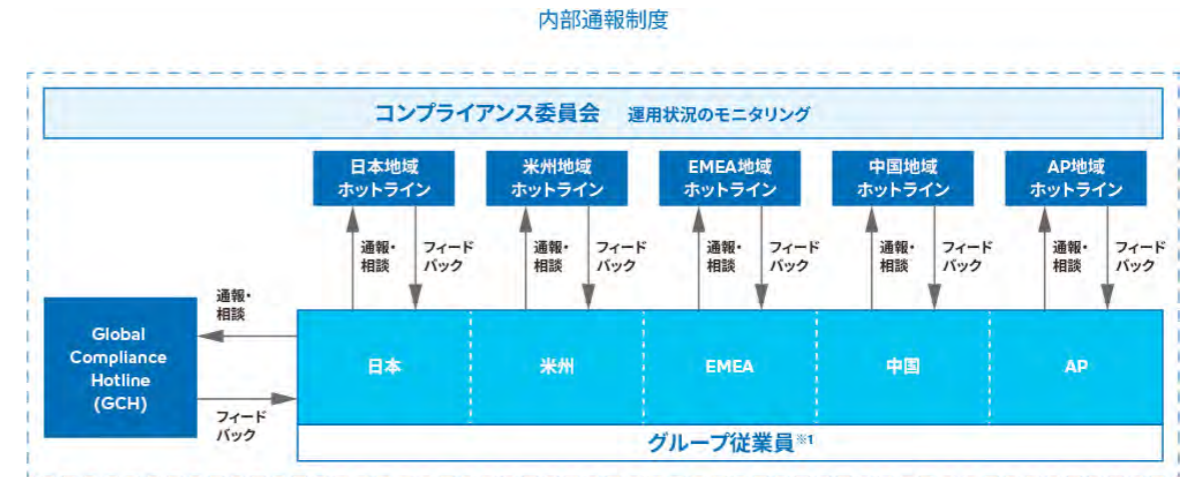 内部通報制度
コンプライアンス委員会 運用状況のモニタリング
日本地域
ホットライン
米州地域
ホットライン
EMEA地域
ホットライン
中国地域
ホットライン
AP地域
ホットライン
通報・
相談
フィード
バック
通報・
相談
フィード
バック
通報・
相談
フィード
バック
通報・
相談
フィード
バック
通報・
相談
フィード
バック
通報・
相談
Global
Compliance
Hotline
(GCH)
フィード
バック
日本
米州
EMEA
中国
AP
グループ従業員※1